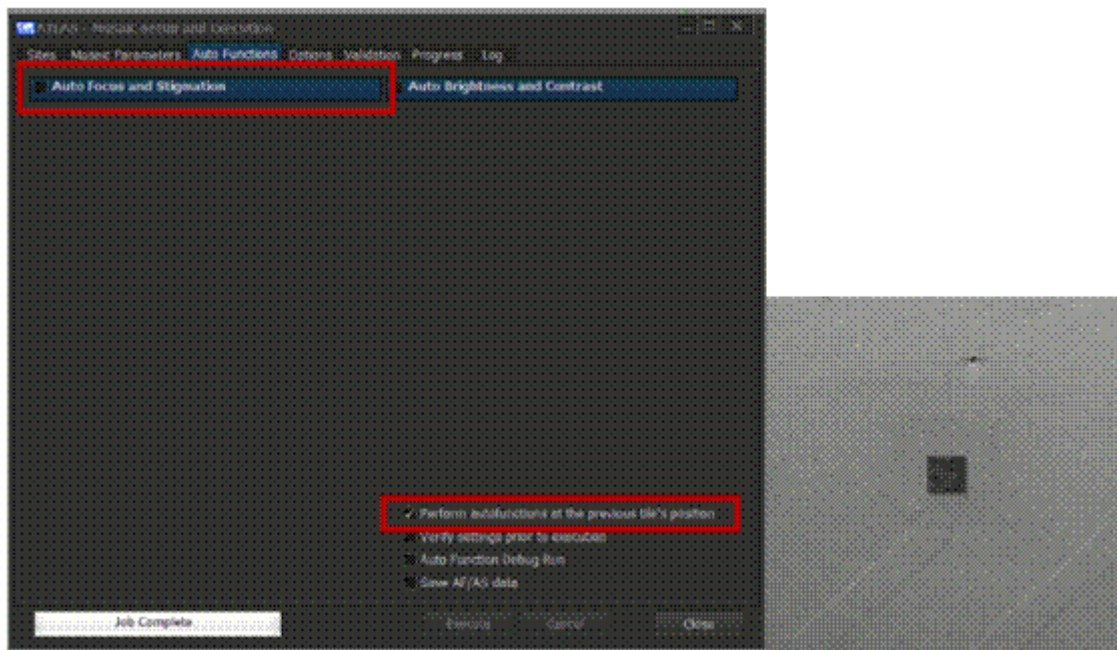 ATLAS - Mosaic Setup and Execution
Sites Mosaic Parameters Auto Functions Options Validation Progress Log
Auto Focus and Stigmation Auto Brightness and Contrast
Perform autofunctions at the previous tile's position
Verify settings prior to execution
Auto Function Debug Run
Save AF/AS data
Job Complete Execute Cancel Close